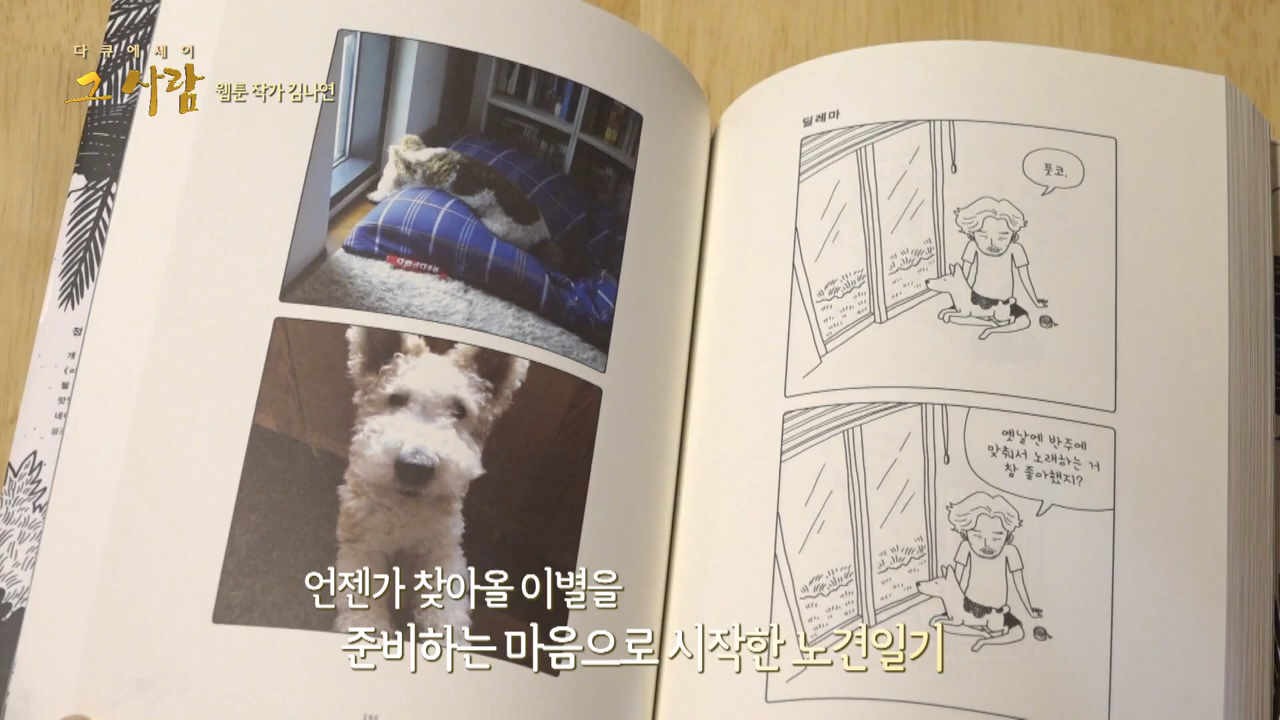 다큐에세이
그 사람 웹툰 작가 김나연
딜레마
풋코.
옛날엔 반주에
맞춰서 노래하는 거
참 좋아했지?
언젠가 찾아올 이별을
준비하는 마음으로 시작한 노견일기